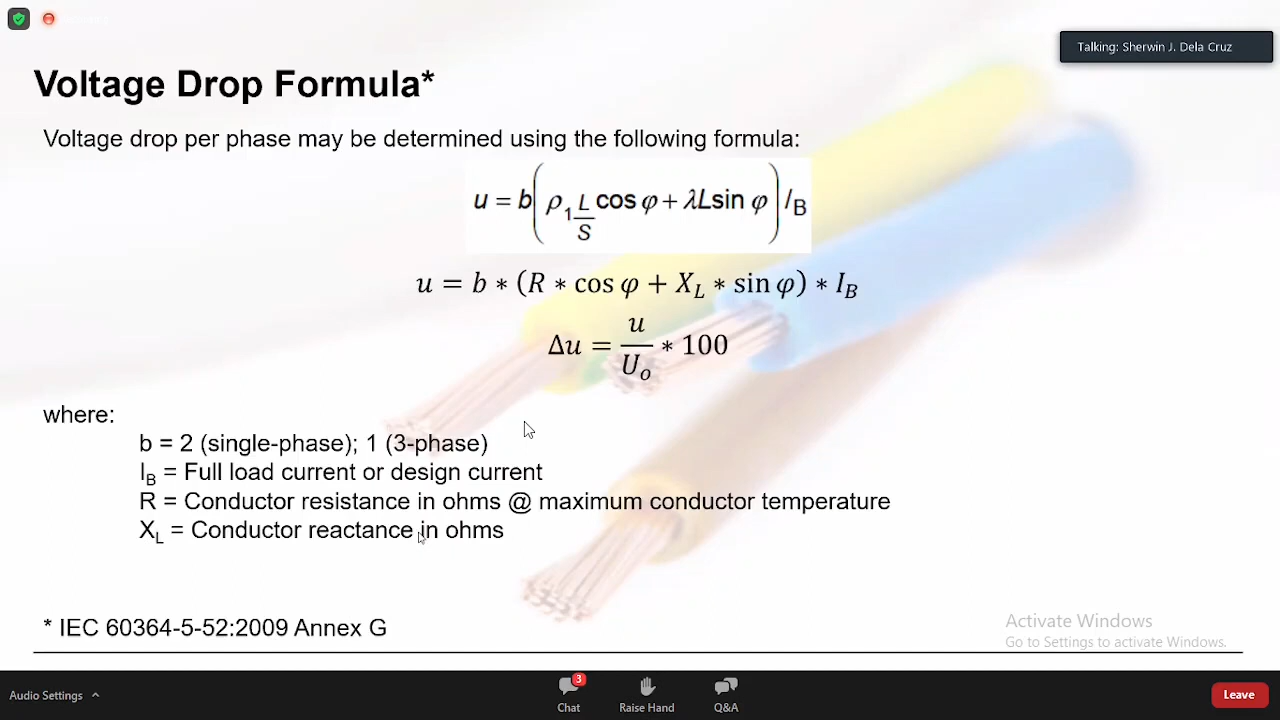 Talking: Sherwin J. Dela Cruz
Voltage Drop Formula*
Voltage drop per phase may be determined using the following formula:
u = b(ρ₁ L/S cos φ + λL sin φ) I_B
u = b * (R * cos φ + X_L * sin φ) * I_B
Δu = u/U_o * 100
where:
b = 2 (single-phase); 1 (3-phase)
I_B = Full load current or design current
R = Conductor resistance in ohms @ maximum conductor temperature
X_L = Conductor reactance in ohms
* IEC 60364-5-52:2009 Annex G
Activate Windows
Go to Settings to activate Windows.
Audio Settings
3
Chat
Raise Hand
Q&A
Leave